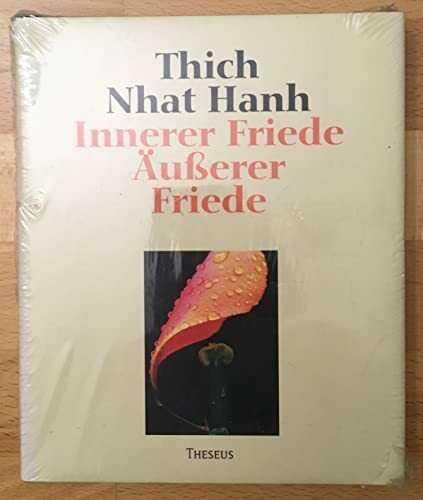 Thich
Nhat Hanh
Innerer Friede
Äußerer
Friede
THESEUS